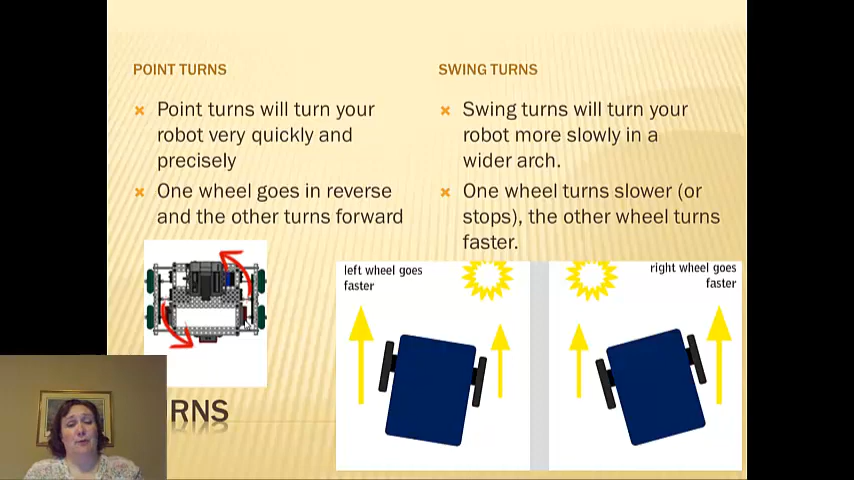 POINT TURNS
Point turns will turn your
robot very quickly and
precisely
One wheel goes in reverse
and the other turns forward
SWING TURNS
Swing turns will turn your
robot more slowly in a
wider arch.
One wheel turns slower (or
stops), the other wheel turns
faster.
left wheel goes
faster
right wheel goes
faster
RNS